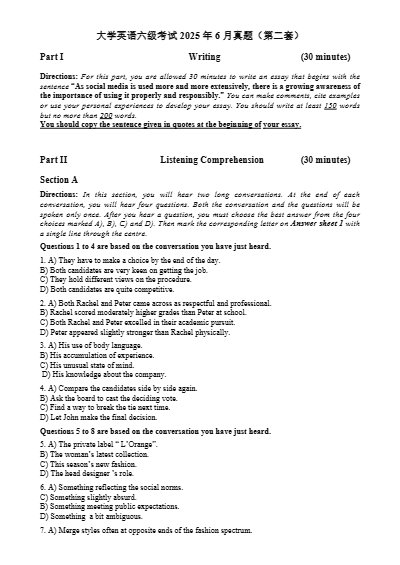 大学英语六级考试 2025 年 6 月真题（第二套）
Part I Writing (30 minutes)
Directions: For this part, you are allowed 30 minutes to write an essay that begins with the
sentence “As social media is used more and more extensively, there is a growing awareness of
the importance of using it properly and responsibly.” You can make comments, cite examples
or use your personal experiences to develop your essay. You should write at least 150 words
but no more than 200 words.
You should copy the sentence given in quotes at the beginning of your essay.
Part II Listening Comprehension (30 minutes)
Section A
Directions: In this section, you will hear two long conversations. At the end of each
conversation, you will hear four questions. Both the conversation and the questions will be
spoken only once. After you hear a question, you must choose the best answer from the four
choices marked A), B), C) and D). Then mark the corresponding letter on Answer sheet 1 with
a single line through the centre.
Questions 1 to 4 are based on the conversation you have just heard.
1. A) They have to make a choice by the end of the day.
B) Both candidates are very keen on getting the job.
C) They hold different views on the procedure.
D) Both candidates are quite competitive.
2. A) Both Rachel and Peter came across as respectful and professional.
B) Rachel scored moderately higher grades than Peter at school.
C) Both Rachel and Peter excelled in their academic pursuit.
D) Peter appeared slightly stronger than Rachel physically.
3. A) His use of body language.
B) His accumulation of experience.
C) His unusual state of mind.
D) His knowledge about the company.
4. A) Compare the candidates side by side again.
B) Ask the board to cast the deciding vote.
C) Find a way to break the tie next time.
D) Let John make the final decision.
Questions 5 to 8 are based on the conversation you have just heard.
5. A) The private label “ L’Orange”.
B) The woman’s latest collection.
C) This season’s new fashion.
D) The head designer ’s role.
6. A) Something reflecting the social norms.
C) Something slightly absurd.
B) Something meeting public expectations.
D) Something a bit ambiguous.
7. A) Merge styles often at opposite ends of the fashion spectrum.